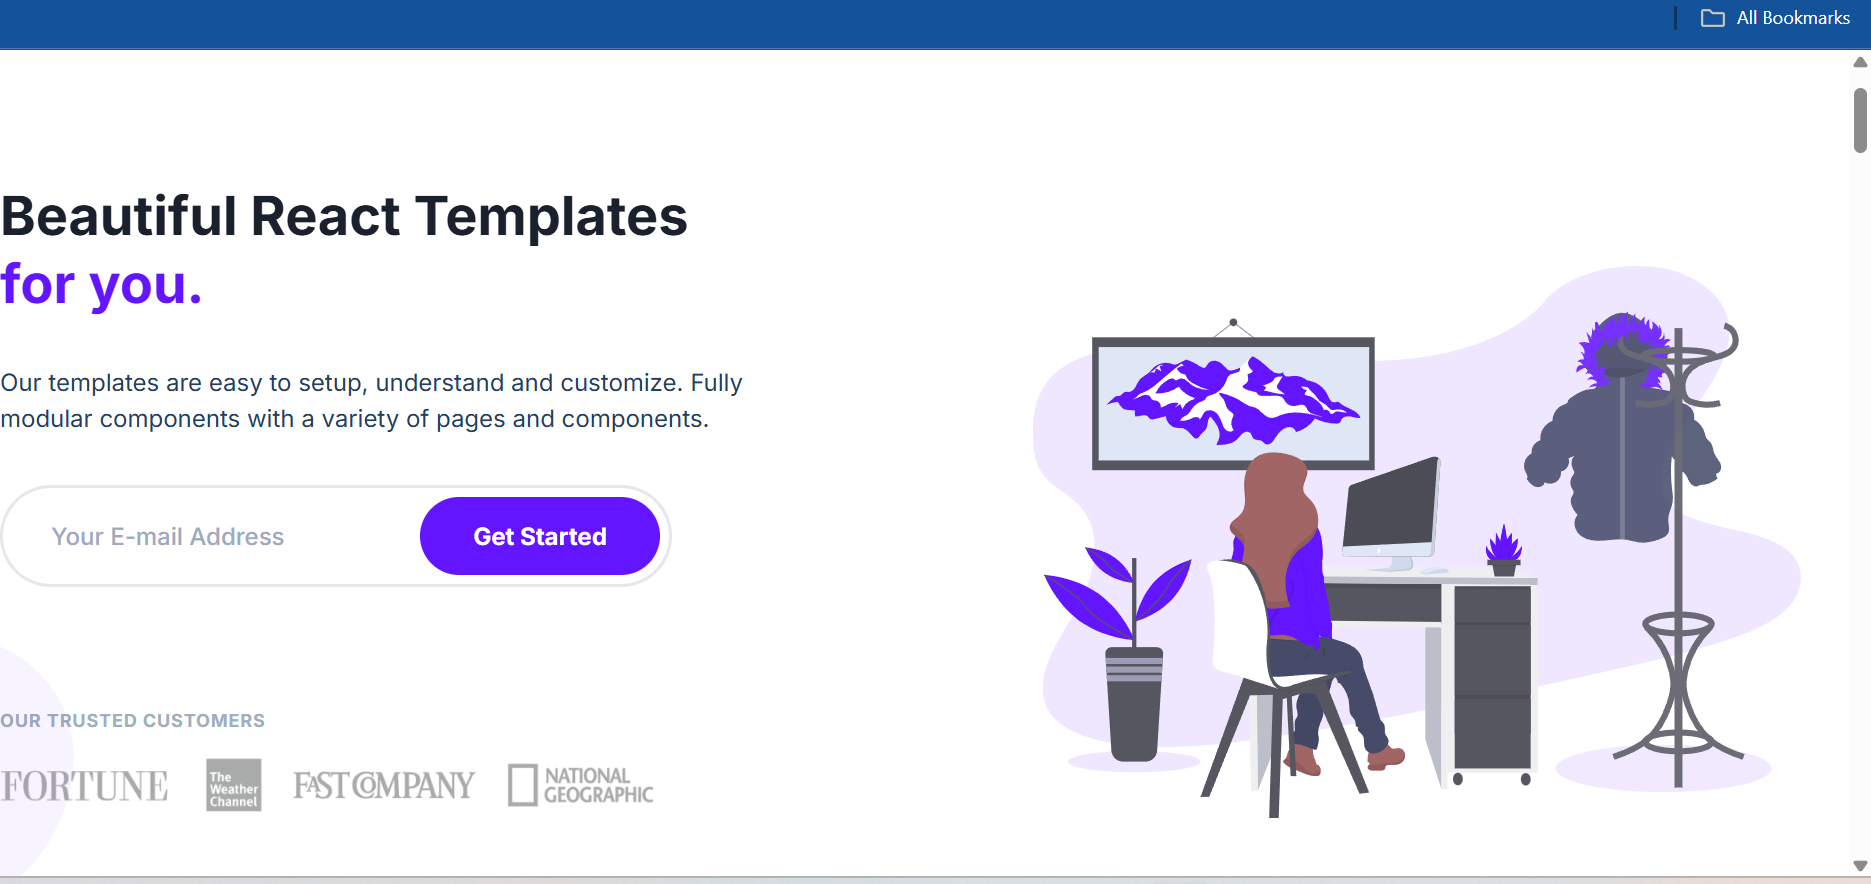 All Bookmarks
Beautiful React Templates
for you.
Our templates are easy to setup, understand and customize. Fully
modular components with a variety of pages and components.
Your E-mail Address
Get Started
OUR TRUSTED CUSTOMERS
FORTUNE
The
Weather
Channel
FAST COMPANY
NATIONAL
GEOGRAPHIC